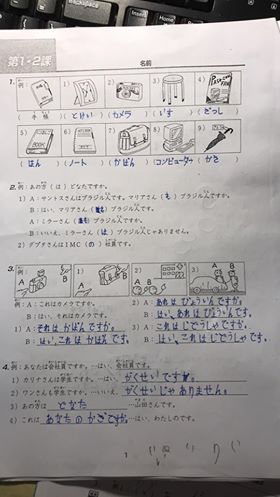 第1・2課
名前
1.
例： 1) 2) 3) 4)
(手帳) (とけい) (カメラ) (いす) (ざっし)
5) 6) 7) 8) 9)
(ほん) (ノート) (かばん) (コンピューター) (かさ)
2. 例：あの方（は）どなたですか。
1) A：サントスさんはブラジル人です。マリアさん（も）ブラジル人ですか。
B：はい、マリアさん（も）ブラジル人です。
A：ミラーさん（も）ブラジル人ですか。
B：いいえ、ミラーさん（は）ブラジル人じゃありません。
2) グプタさんはIMC（の）社員です。
3. 例： 1) 2) 3)
A B A B A B A B
例：A：これはカメラですか。
B：はい、それはカメラです。
1) A：それは かばん ですか。
B：はい、これは かばん です。
2) A：あれは びょういんですか。
B：はい、あれは びょういん です。
3) A：これは じどうしゃ ですか。
B：はい、これは じどうしゃ です。
4. 例：あなたは会社員ですか。…はい、会社員です。
1) カリナさんは学生ですか。…はい、がくせい です。
2) ワンさんも学生ですか。…いいえ、がくせいじゃ ありません。
3) あの方は どなた …山田さんです。
4) これは あなたの かぎですか。…はい、わたしのです。
1